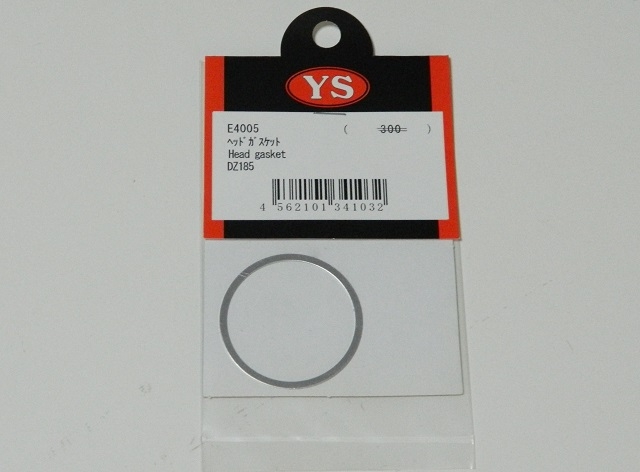 YS
E4005 ( 300 )
ﾍｯﾄﾞｶﾞｽｹｯﾄ
Head gasket
DZ185
4 562101 341032